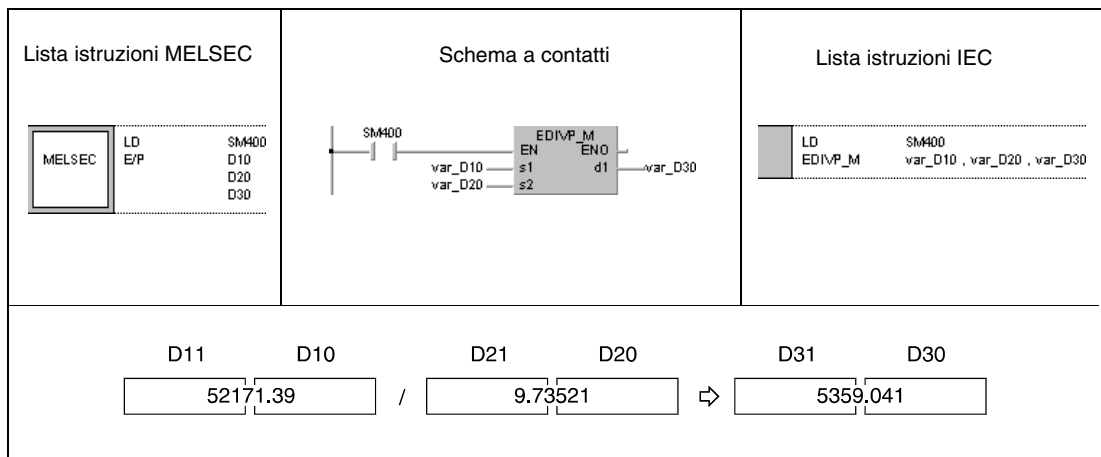 Lista istruzioni MELSEC
MELSEC
LD SM400
E/P D10
D20
D30
Schema a contatti
SM400
EDIVP_M
EN ENO
var_D10 s1 d1 var_D30
var_D20 s2
Lista istruzioni IEC
LD SM400
EDIVP_M var_D10 , var_D20 , var_D30
D11 D10 D21 D20 D31 D30
52171.39 / 9.73521 ⇨ 5359.041